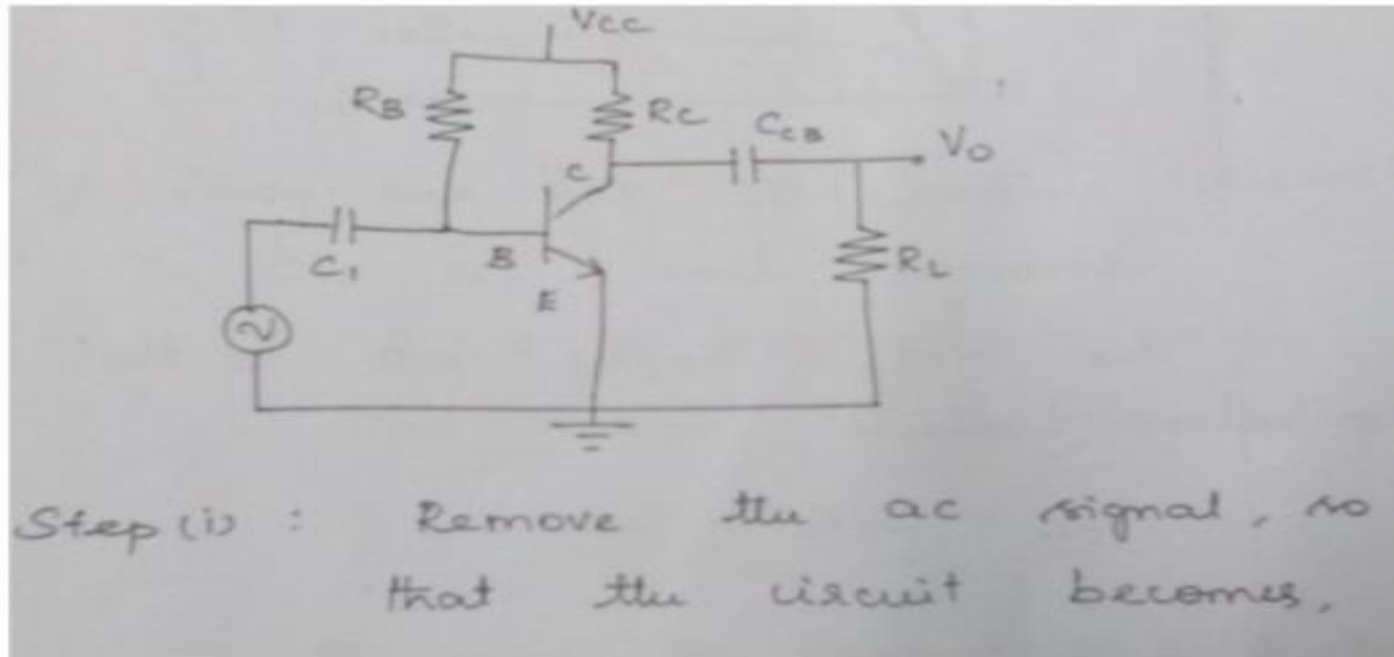 Vcc
RB
Rc
CcB
Vo
C
C1
B
RL
E
Step (i) : Remove the ac signal, so
that the circuit becomes,